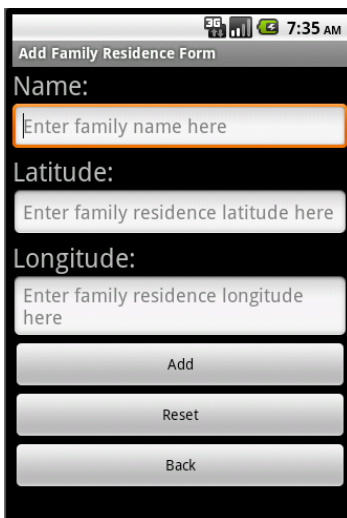 3G 7:35 AM
Add Family Residence Form
Name:
Enter family name here
Latitude:
Enter family residence latitude here
Longitude:
Enter family residence longitude
here
Add
Reset
Back